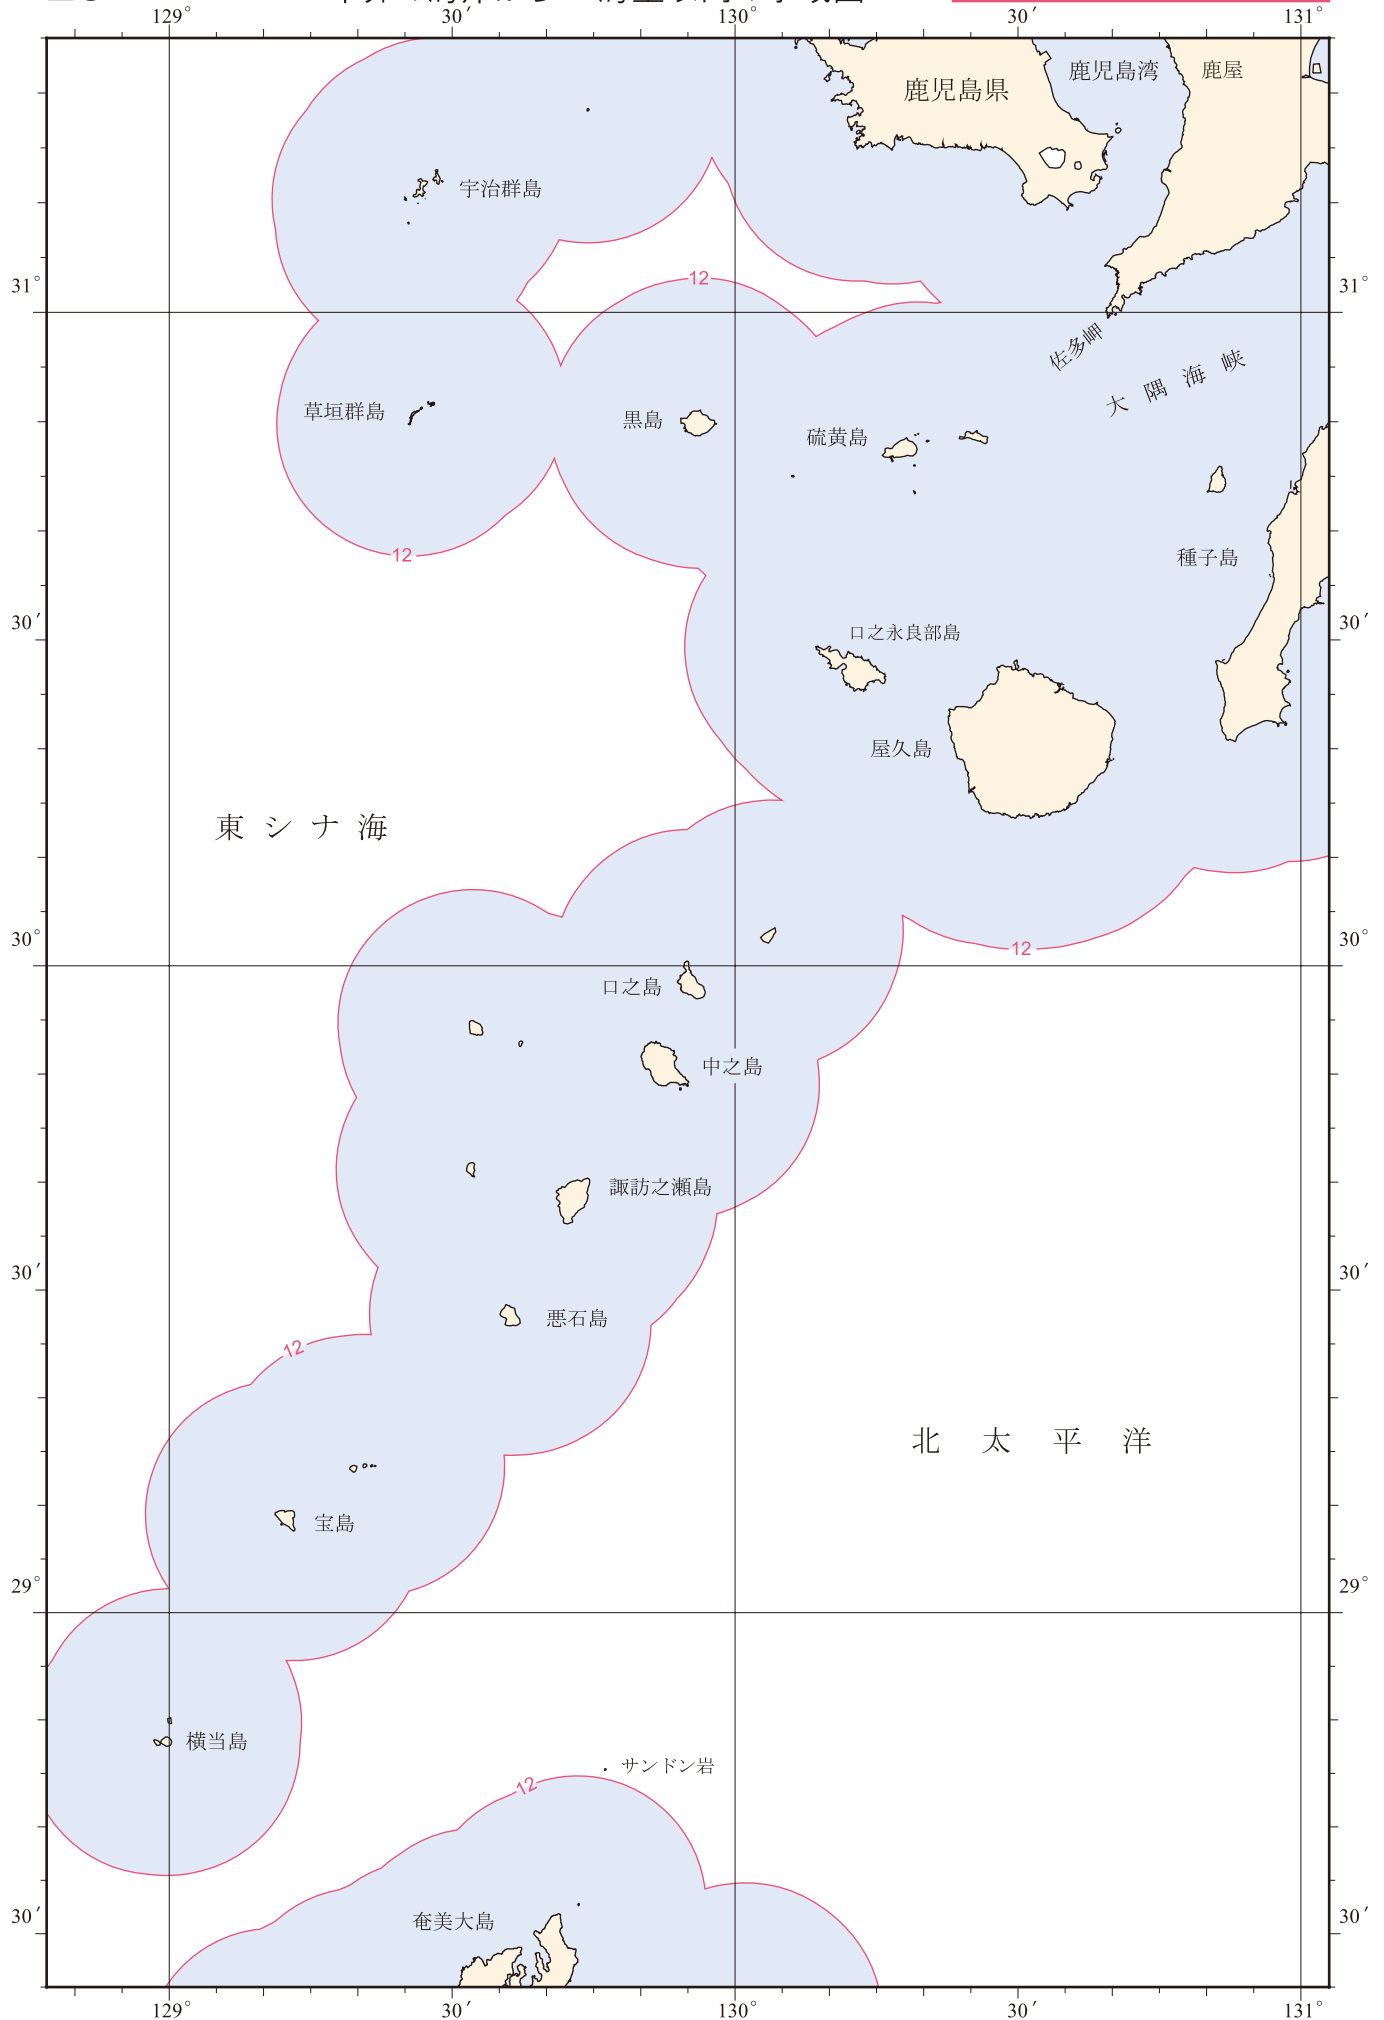 129° 30′ 130° 30′ 131°
鹿児島県
鹿児島湾
鹿屋
宇治群島
12
31° 31°
佐多岬
大隅海峡
草垣群島
黒島
硫黄島
12
種子島
30′ 30′
口之永良部島
屋久島
東シナ海
30° 30°
12
口之島
中之島
諏訪之瀬島
30′ 30′
悪石島
12
北太平洋
宝島
29° 29°
横当島
サンドン岩
12
奄美大島
30′ 30′
129° 30′ 130° 30′ 131°